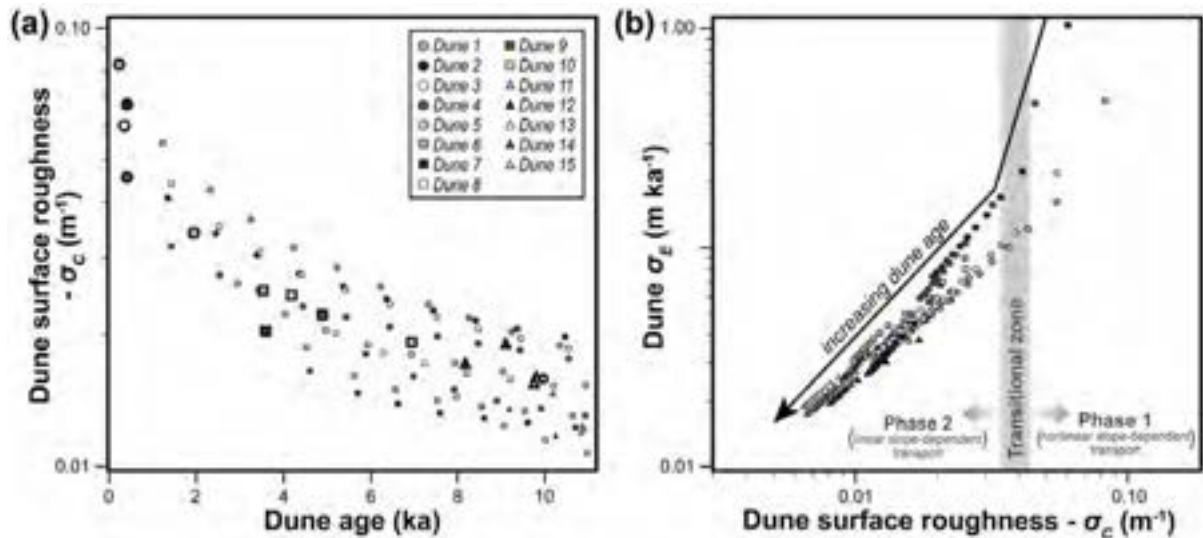 (a)
0.10
0.01
Dune surface roughness
- σC (m-1)
0 2 4 6 8 10
Dune age (ka)
Dune 1
Dune 2
Dune 3
Dune 4
Dune 5
Dune 6
Dune 7
Dune 8
Dune 9
Dune 10
Dune 11
Dune 12
Dune 13
Dune 14
Dune 15
(b)
1.00
0.01
Dune σE (m ka-1)
increasing dune age
Phase 2
(linear slope-dependent
transport)
Transitional zone
Phase 1
(nonlinear slope-dependent
transport)
0.01 0.10
Dune surface roughness - σC (m-1)